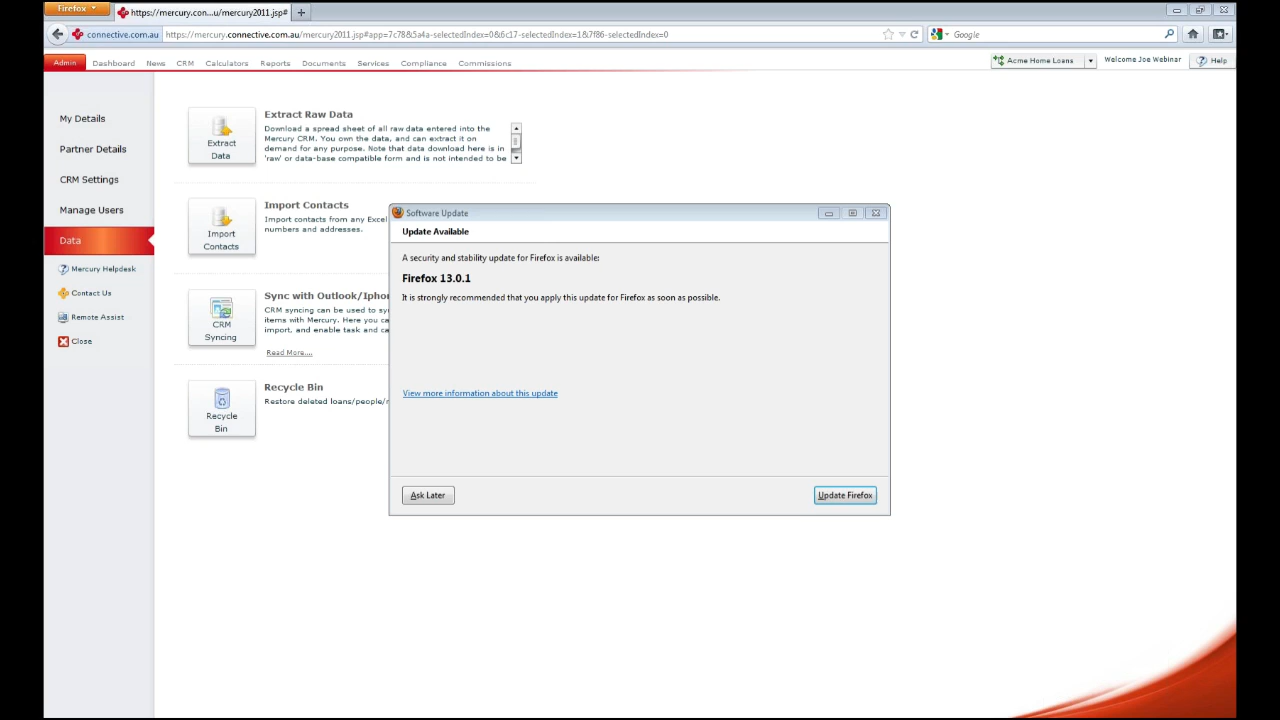 Firefox
https://mercury.con...u/mercury2011.jsp#
connective.com.au
https://mercury.connective.com.au/mercury2011.jsp#app=7c78&5a4a-selectedIndex=0&6c17-selectedIndex=1&7f86-selectedIndex=0
Google
Admin Dashboard News CRM Calculators Reports Documents Services Compliance Commissions
Acme Home Loans
Welcome Joe Webinar
Help
My Details
Partner Details
CRM Settings
Manage Users
Data
Mercury Helpdesk
Contact Us
Remote Assist
Close
Extract
Data
Extract Raw Data
Download a spread sheet of all raw data entered into the
Mercury CRM. You own the data, and can extract it on
demand for any purpose. Note that data download here is in
'raw' or data-base compatible form and is not intended to be
Import
Contacts
Import Contacts
Import contacts from any Excel
numbers and addresses.
CRM
Syncing
Sync with Outlook/Ipho
CRM syncing can be used to sy
items with Mercury. Here you ca
import, and enable task and ca
Read More....
Recycle
Bin
Recycle Bin
Restore deleted loans/people/r
Software Update
Update Available
A security and stability update for Firefox is available:
Firefox 13.0.1
It is strongly recommended that you apply this update for Firefox as soon as possible.
View more information about this update
Ask Later
Update Firefox